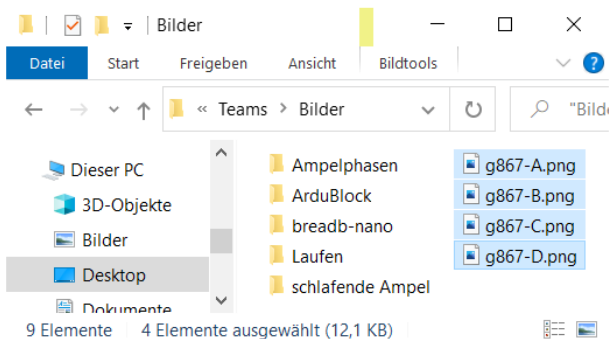 Bilder
Datei Start Freigeben Ansicht Bildtools
« Teams > Bilder "Bild
Dieser PC
3D-Objekte
Bilder
Desktop
Dokumente
Ampelphasen
ArduBlock
breadb-nano
Laufen
schlafende Ampel
g867-A.png
g867-B.png
g867-C.png
g867-D.png
9 Elemente 4 Elemente ausgewählt (12,1 KB)